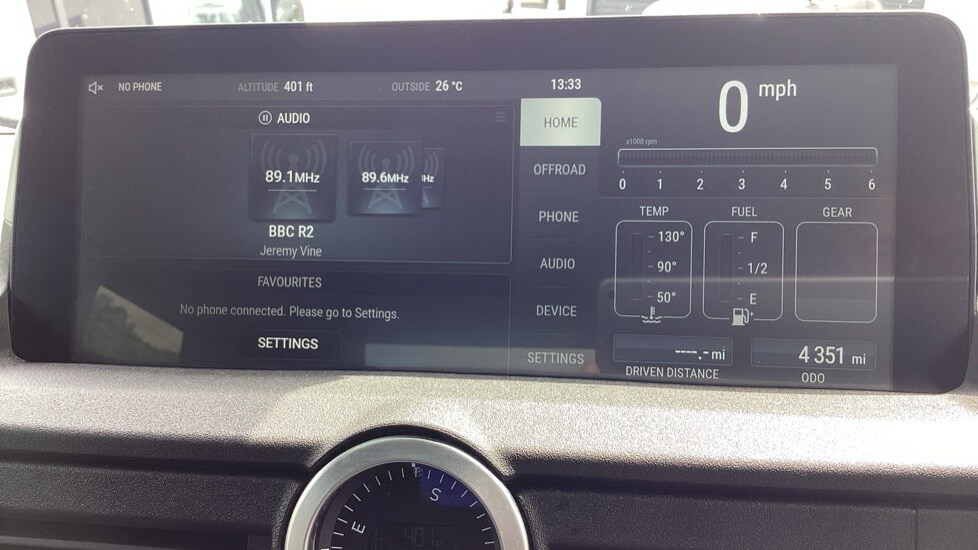 NO PHONE ALTITUDE 401 ft OUTSIDE 26 °C 13:33
AUDIO
89.1MHz 89.6MHz Hz
BBC R2
Jeremy Vine
FAVOURITES
No phone connected. Please go to Settings.
SETTINGS
HOME
OFFROAD
PHONE
AUDIO
DEVICE
SETTINGS
0 mph
x1000 rpm
0 1 2 3 4 5 6
TEMP FUEL GEAR
130° F
90° 1/2
50° E
----.- mi 4 351 mi
DRIVEN DISTANCE ODO
E S
401